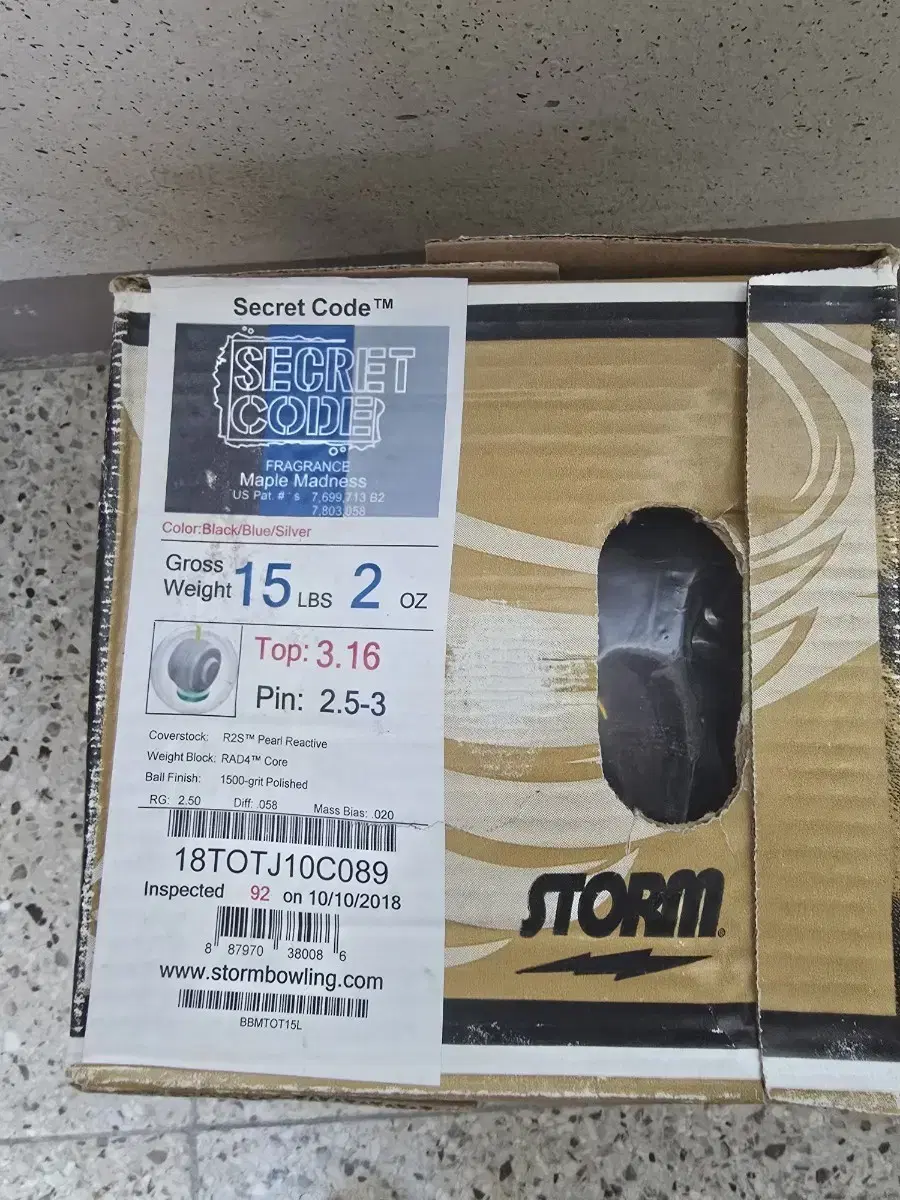 Secret Code™
SECRET
CODE
FRAGRANCE
Maple Madness
US Pat. #'s 7,699,713 B2
7,803,058
Color:Black/Blue/Silver
Gross
Weight 15 LBS 2 OZ
Top: 3.16
Pin: 2.5-3
Coverstock: R2S™ Pearl Reactive
Weight Block: RAD4™ Core
Ball Finish: 1500-grit Polished
RG: 2.50 Diff: .058 Mass Bias: .020
18TOTJ10C089
Inspected 92 on 10/10/2018
8 87970 38008 6
www.stormbowling.com
BBMTOT15L
STORM®